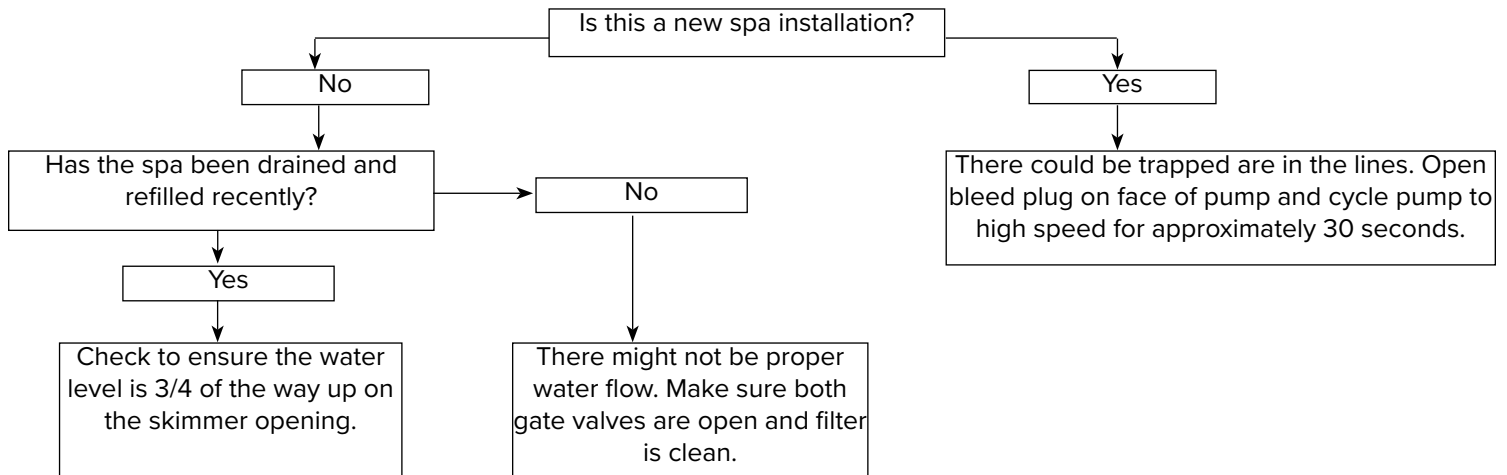 Is this a new spa installation?
No
Yes
Has the spa been drained and
refilled recently?
No
There could be trapped are in the lines. Open
bleed plug on face of pump and cycle pump to
high speed for approximately 30 seconds.
Yes
Check to ensure the water
level is 3/4 of the way up on
the skimmer opening.
There might not be proper
water flow. Make sure both
gate valves are open and filter
is clean.